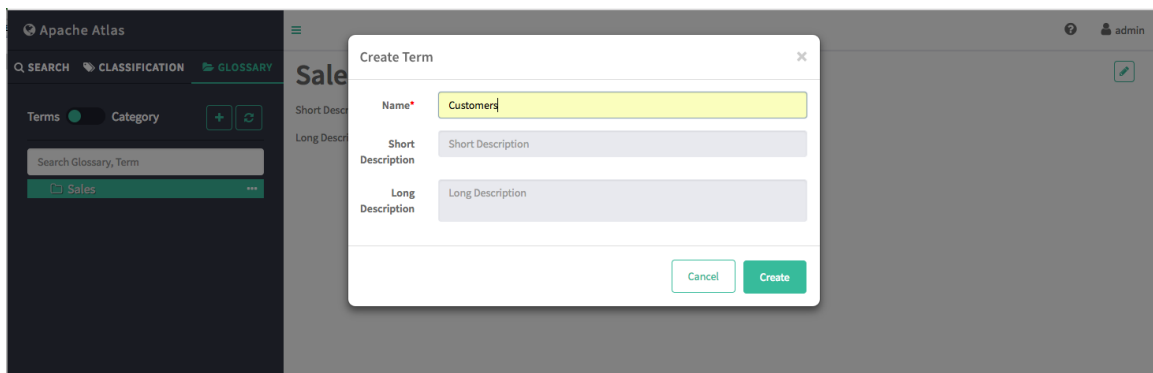 Apache Atlas
admin
SEARCH CLASSIFICATION GLOSSARY
Terms Category
Search Glossary, Term
Sales
Sale
Short Descr
Long Descri
Create Term
Name*
Customers
Short Description
Short Description
Long Description
Long Description
Cancel
Create